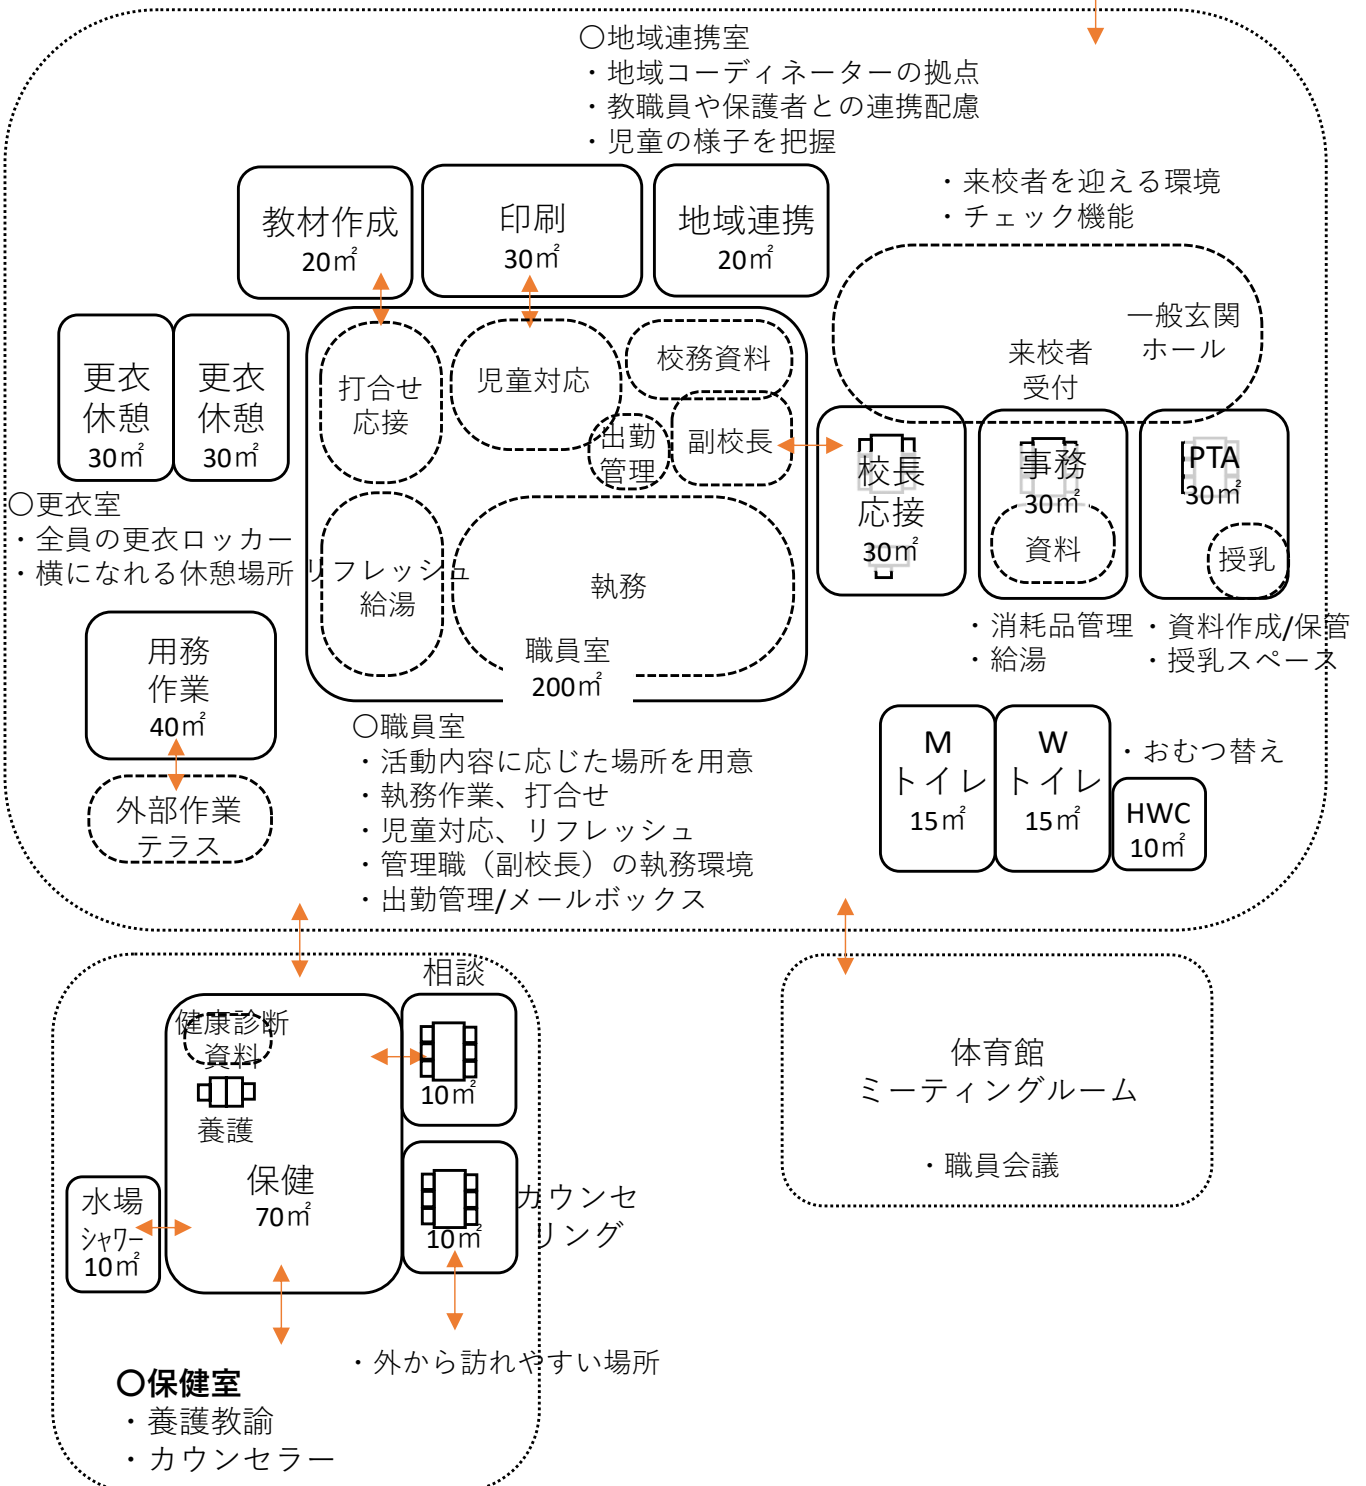 〇地域連携室
・地域コーディネーターの拠点
・教職員や保護者との連携配慮
・児童の様子を把握
・来校者を迎える環境
・チェック機能
教材作成
20㎡
印刷
30㎡
地域連携
20㎡
一般玄関
ホール
来校者
受付
更衣
休憩
30㎡
更衣
休憩
30㎡
打合せ
応接
児童対応
校務資料
出勤
管理
副校長
校長
応接
30㎡
事務
30㎡
資料
PTA
30㎡
授乳
〇更衣室
・全員の更衣ロッカー
・横になれる休憩場所
リフレッシュ
給湯
執務
職員室
200㎡
・消耗品管理
・給湯
・資料作成/保管
・授乳スペース
用務
作業
40㎡
外部作業
テラス
〇職員室
・活動内容に応じた場所を用意
・執務作業、打合せ
・児童対応、リフレッシュ
・管理職（副校長）の執務環境
・出勤管理/メールボックス
M
トイレ
15㎡
W
トイレ
15㎡
・おむつ替え
HWC
10㎡
相談
10㎡
健康診断
資料
養護
保健
70㎡
水場
ｼｬﾜｰ
10㎡
カウンセ
リング
10㎡
・外から訪れやすい場所
〇保健室
・養護教諭
・カウンセラー
体育館
ミーティングルーム
・職員会議